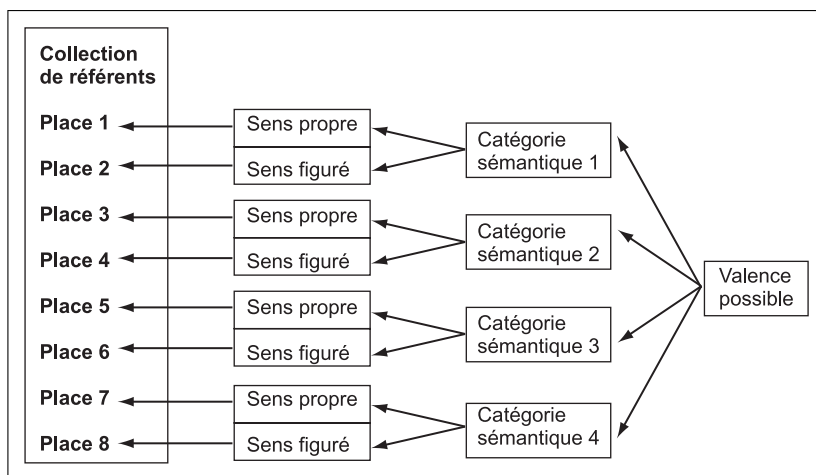 Collection
de référents
Place 1
Sens propre
Catégorie
sémantique 1
Place 2
Sens figuré
Place 3
Sens propre
Catégorie
sémantique 2
Place 4
Sens figuré
Valence
possible
Place 5
Sens propre
Catégorie
sémantique 3
Place 6
Sens figuré
Place 7
Sens propre
Catégorie
sémantique 4
Place 8
Sens figuré